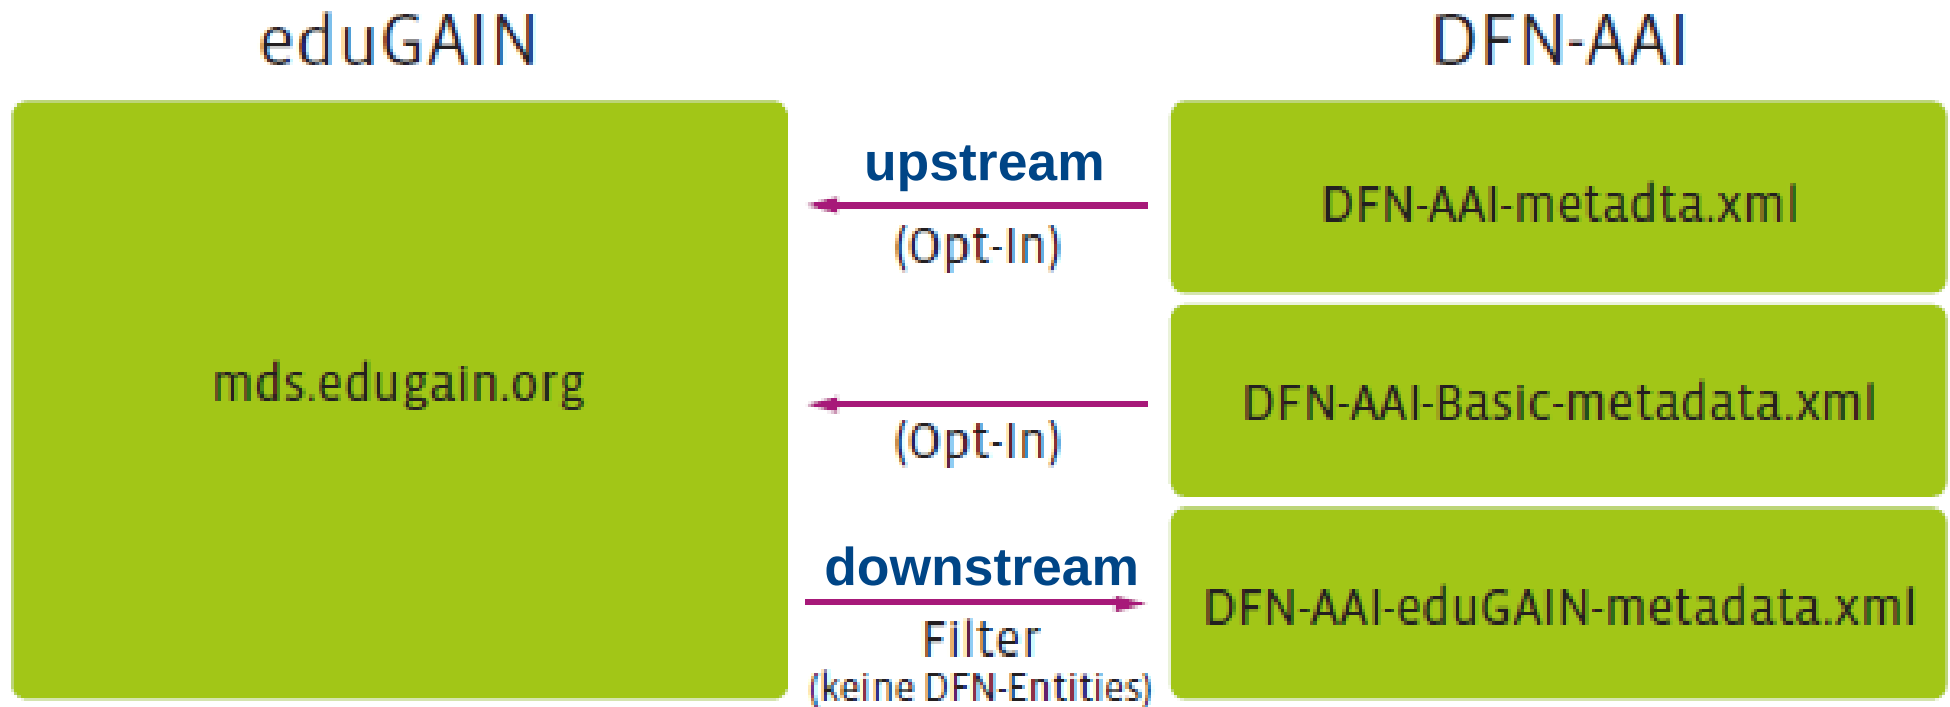 eduGAIN
DFN-AAI
mds.edugain.org
upstream
(Opt-In)
(Opt-In)
downstream
Filter
(keine DFN-Entities)
DFN-AAI-metadta.xml
DFN-AAI-Basic-metadata.xml
DFN-AAI-eduGAIN-metadata.xml